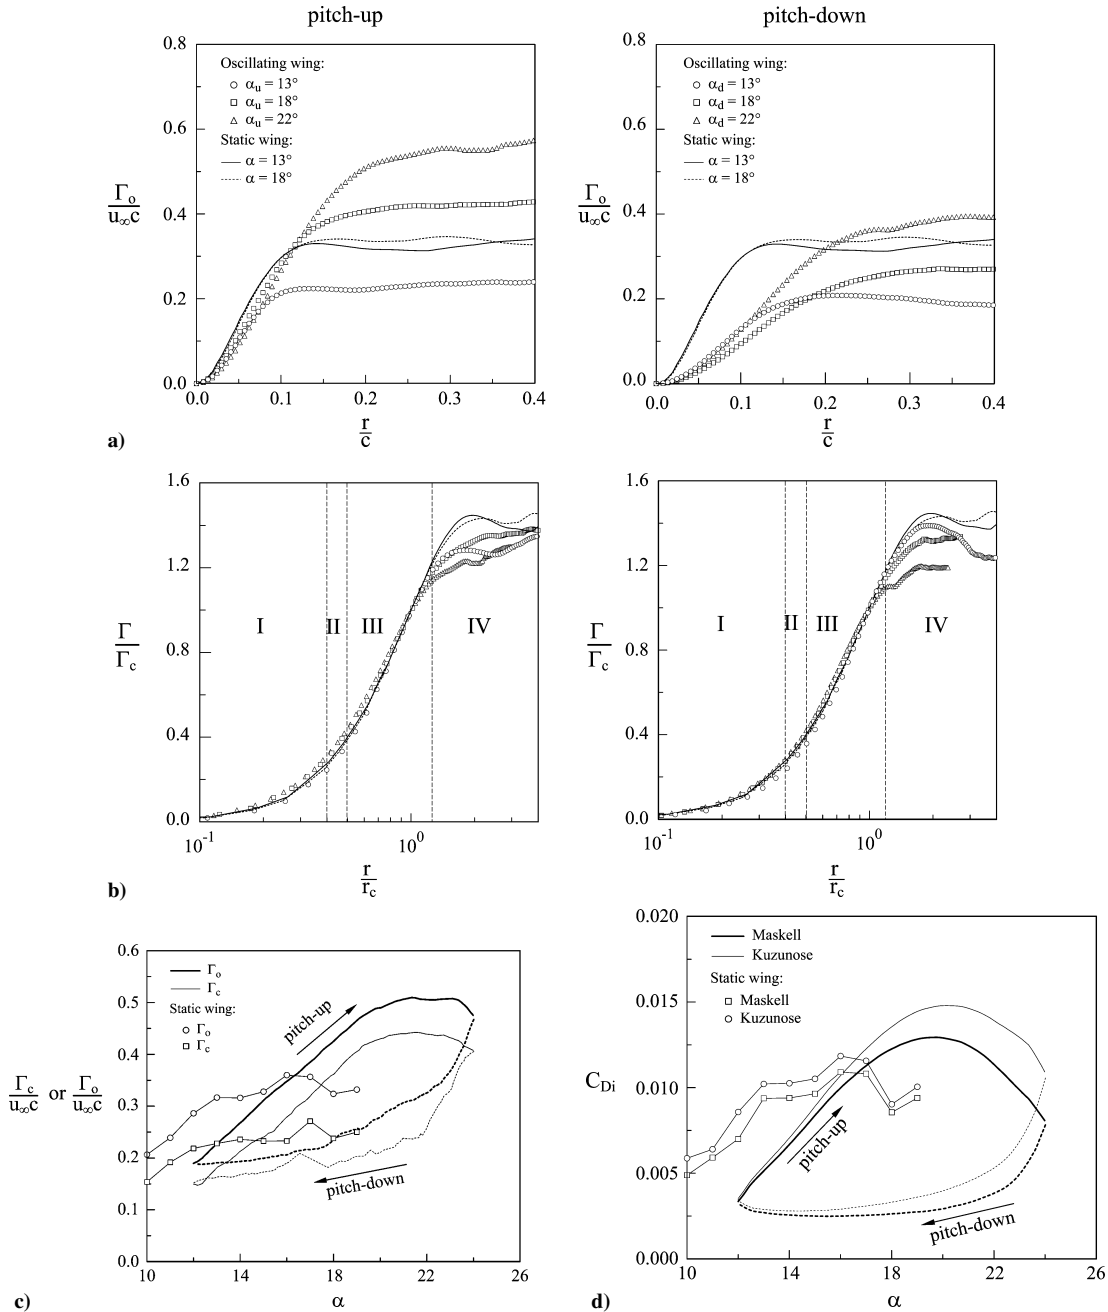 pitch-up
pitch-down
0.8
0.6
0.4
0.2
0.0
Γo
u∞c
Oscillating wing:
αu = 13°
αu = 18°
αu = 22°
Static wing:
α = 13°
α = 18°
0.0
0.1
0.2
0.3
0.4
r
c
0.8
0.6
0.4
0.2
0.0
Γo
u∞c
Oscillating wing:
αd = 13°
αd = 18°
αd = 22°
Static wing:
α = 13°
α = 18°
0.0
0.1
0.2
0.3
0.4
r
c
a)
1.6
1.2
0.8
0.4
0.0
Γ
Γc
I
II
III
IV
10-1
100
r
rc
1.6
1.2
0.8
0.4
0.0
Γ
Γc
I
II
III
IV
10-1
100
r
rc
b)
0.6
0.5
0.4
0.3
0.2
0.1
0.0
Γc
u∞c
or
Γo
u∞c
Γo
Γc
Static wing:
Γo
Γc
pitch-up
pitch-down
10
14
18
22
26
α
c)
0.020
0.015
0.010
0.005
0.000
CDi
Maskell
Kuzunose
Static wing:
Maskell
Kuzunose
pitch-up
pitch-down
10
14
18
22
26
α
d)